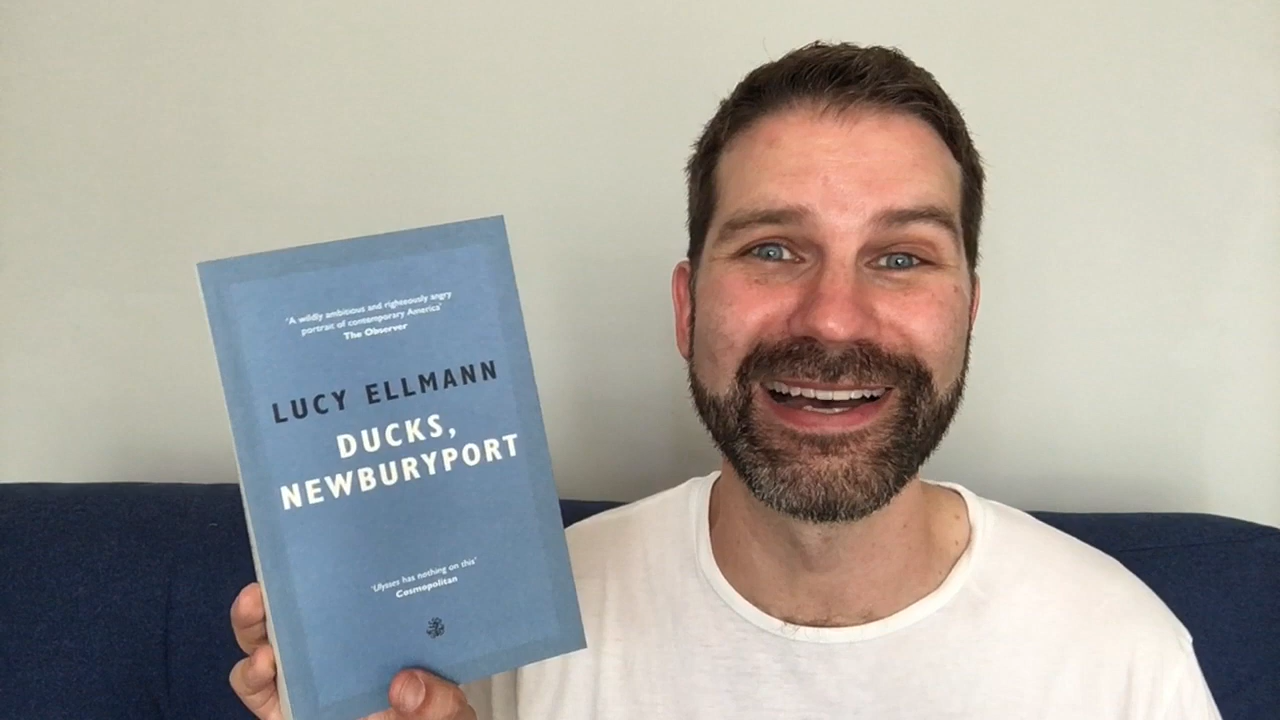 'A wildly ambitious and righteously angry
portrait of contemporary America'
The Observer
LUCY ELLMANN
DUCKS,
NEWBURYPORT
'Ulysses has nothing on this'
Cosmopolitan